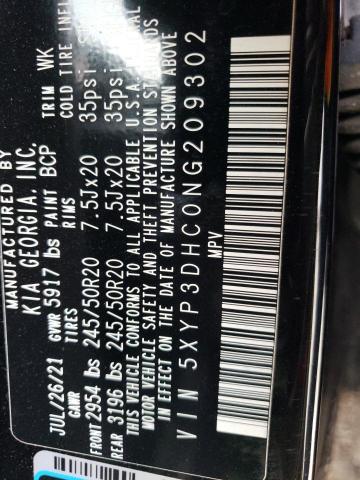 MANUFACTURED BY
KIA GEORGIA, INC.
JUL/26/21 GVWR 5917 lbs PAINT BCP TRIM WK
GAWR TIRES RIMS COLD TIRE INFL
FRONT 2954 lbs 245/50R20 7.5Jx20 35psi
REAR 3196 lbs 245/50R20 7.5Jx20 35psi
THIS VEHICLE CONFORMS TO ALL APPLICABLE U.S.A. FEDERAL
MOTOR VEHICLE SAFETY AND THEFT PREVENTION STANDARDS
IN EFFECT ON THE DATE OF MANUFACTURE SHOWN ABOVE
VIN 5XYP3DHC0NG209302
MPV